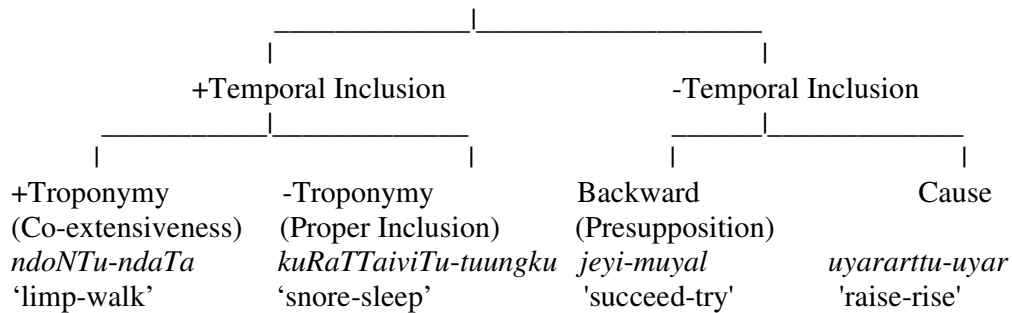 +Temporal Inclusion -Temporal Inclusion
+Troponymy -Troponymy Backward Cause
(Co-extensiveness) (Proper Inclusion) (Presupposition)
ndoNTu-ndaTa kuRaTTaiviTu-tuungku jeyi-muyal uyararttu-uyar
‘limp-walk’ ‘snore-sleep’ 'succeed-try' 'raise-rise'